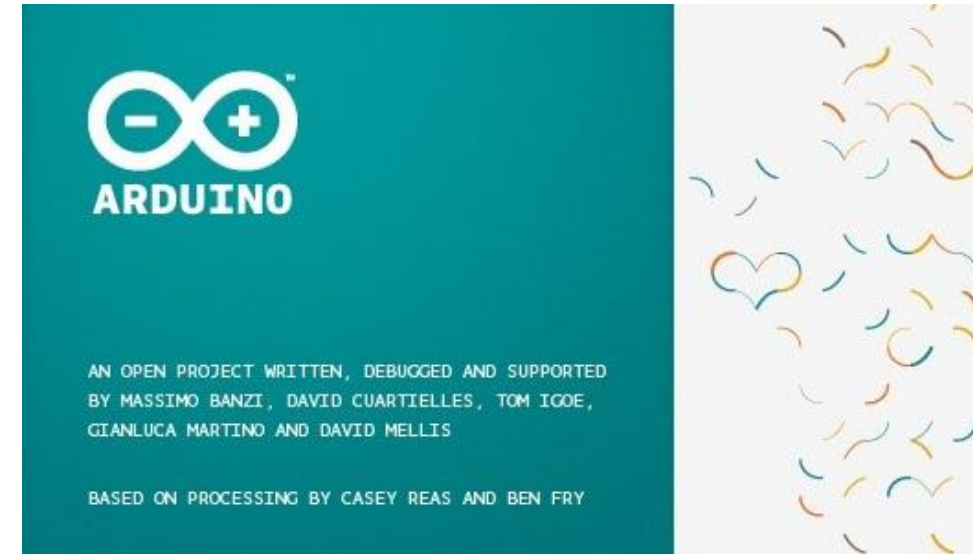 ARDUINO
AN OPEN PROJECT WRITTEN, DEBUGGED AND SUPPORTED
BY MASSIMO BANZI, DAVID CUARTIELLES, TOM IGOE,
GIANLUCA MARTINO AND DAVID MELLIS
BASED ON PROCESSING BY CASEY REAS AND BEN FRY